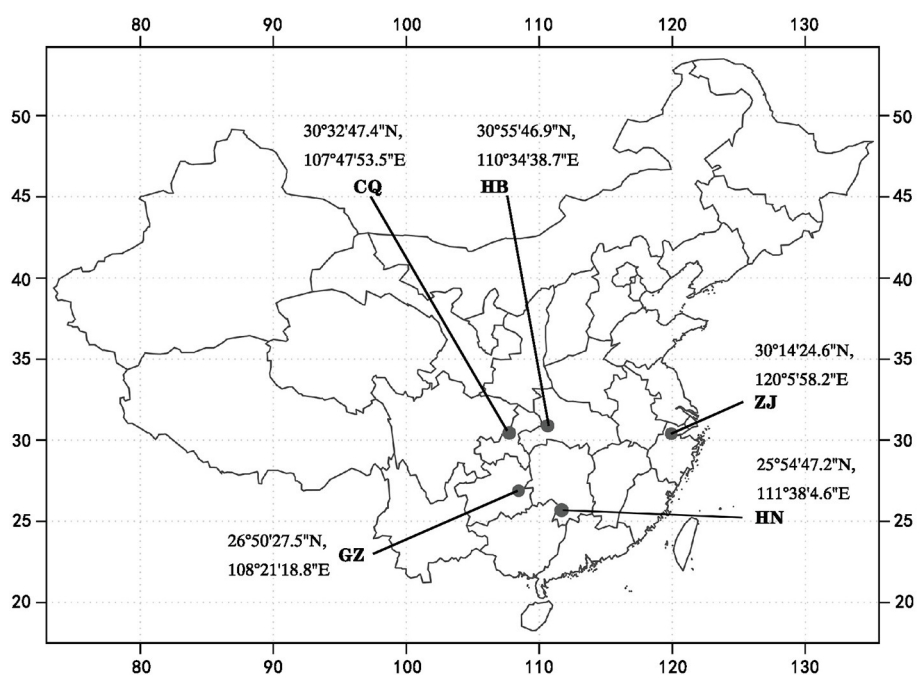 80 90 100 110 120 130
50 50
30°32'47.4"N,
107°47'53.5"E
CQ
30°55'46.9"N,
110°34'38.7"E
HB
45 45
40 40
35 35
30°14'24.6"N,
120°5'58.2"E
ZJ
30 30
25°54'47.2"N,
111°38'4.6"E
HN
25 25
26°50'27.5"N,
108°21'18.8"E
GZ
20 20
80 90 100 110 120 130